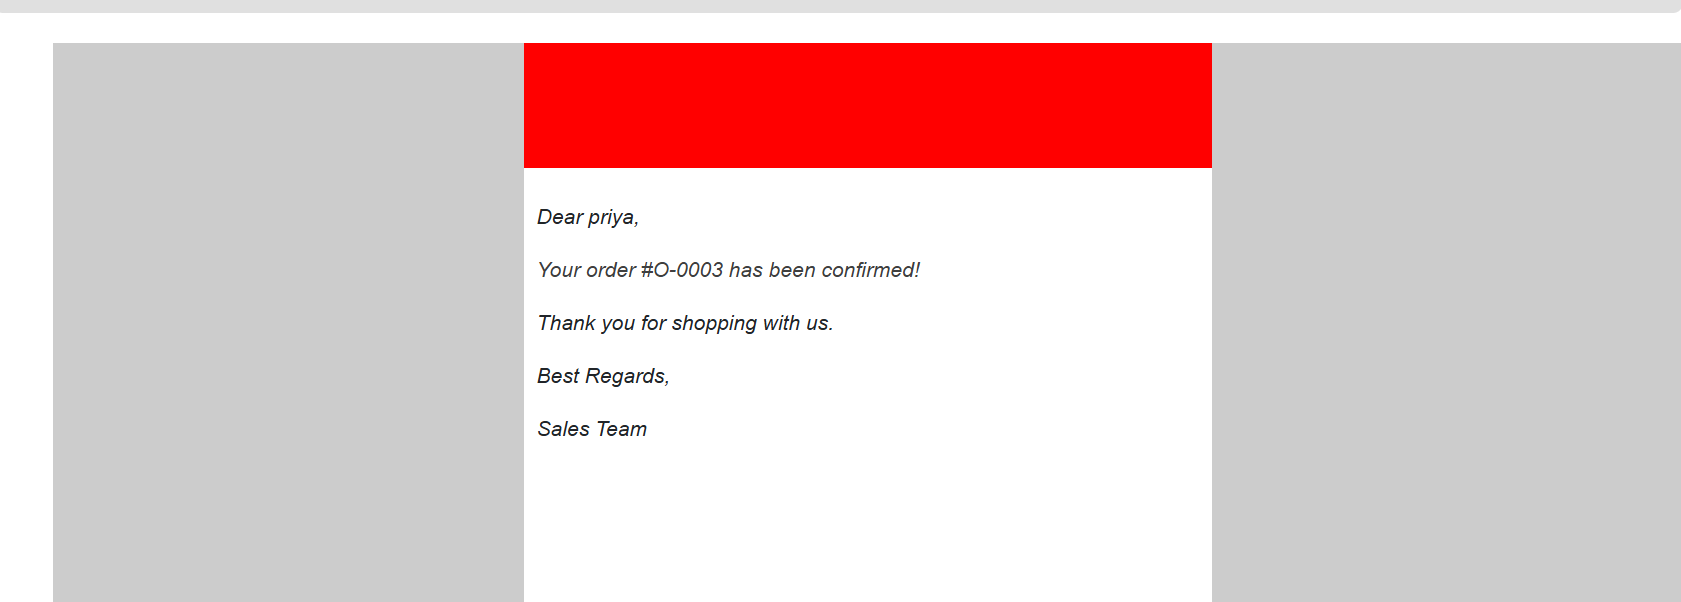 Dear priya,
Your order #O-0003 has been confirmed!
Thank you for shopping with us.
Best Regards,
Sales Team